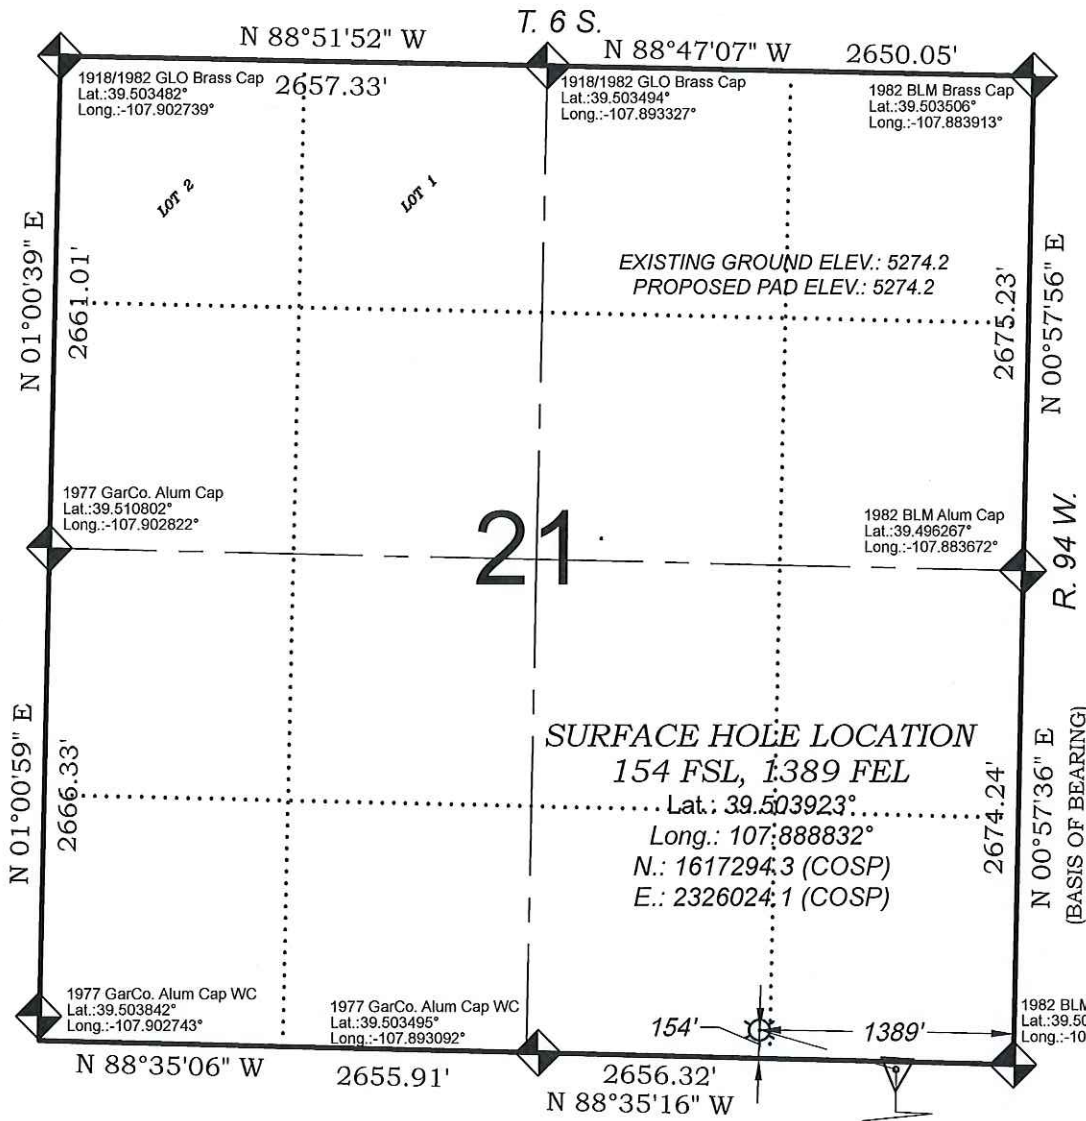 T. 6 S.
N 88°51'52" W
2657.33'
N 88°47'07" W
2650.05'
1918/1982 GLO Brass Cap
Lat.:39.503482°
Long.:-107.902739°
1918/1982 GLO Brass Cap
Lat.:39.503494°
Long.:-107.893327°
1982 BLM Brass Cap
Lat.:39.503506°
Long.:-107.883913°
LOT 2
LOT 1
N 01°00'39" E
2661.01'
EXISTING GROUND ELEV.: 5274.2
PROPOSED PAD ELEV.: 5274.2
2675.23'
N 00°57'56" E
1977 GarCo. Alum Cap
Lat.:39.510802°
Long.:-107.902822°
21
1982 BLM Alum Cap
Lat.:39.496267°
Long.:-107.883672°
R. 94 W.
N 01°00'59" E
2666.33'
SURFACE HOLE LOCATION
154 FSL, 1389 FEL
Lat.: 39.503923°
Long.: 107.888832°
N.: 1617294.3 (COSP)
E.: 2326024.1 (COSP)
2674.24'
N 00°57'36" E
(BASIS OF BEARING)
1977 GarCo. Alum Cap WC
Lat.:39.503842°
Long.:-107.902743°
1977 GarCo. Alum Cap WC
Lat.:39.503495°
Long.:-107.893092°
154'
1389'
1982 BLM
Lat.:39.50
Long.:-10
N 88°35'06" W
2655.91'
2656.32'
N 88°35'16" W